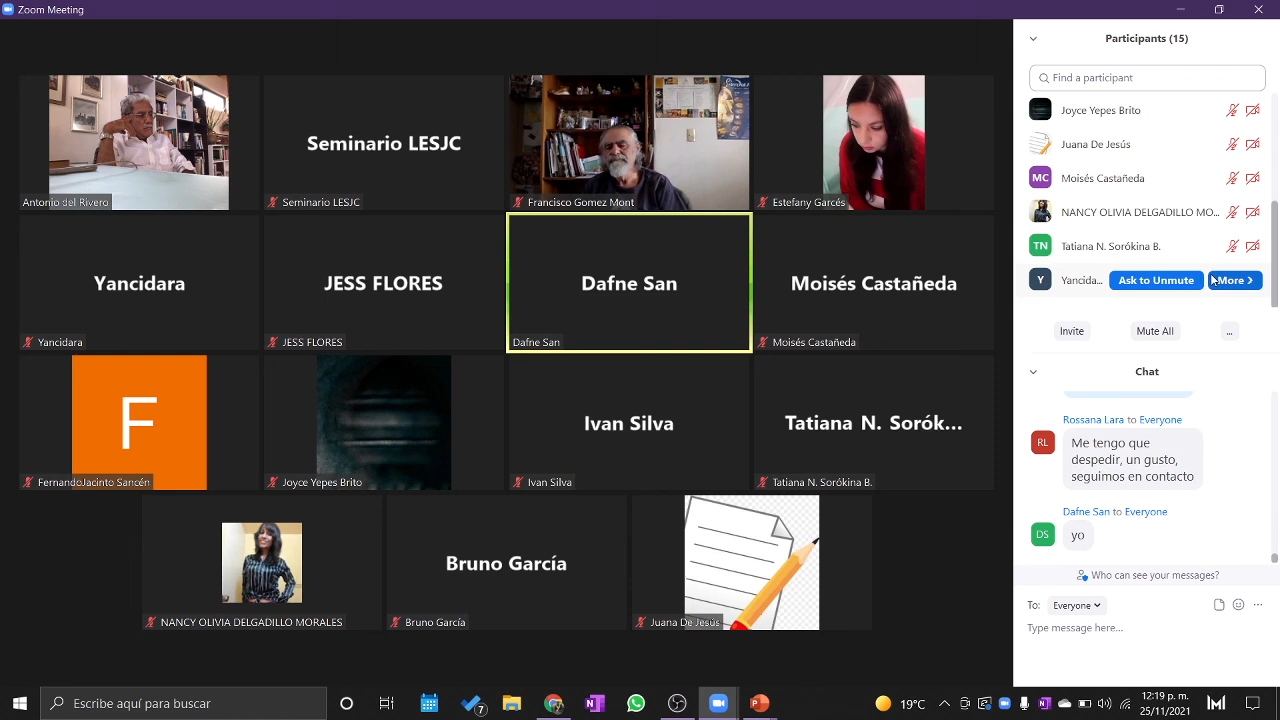 Zoom Meeting
Antonio del Rivero
Seminario LESJC
Seminario LESJC
Francisco Gomez Mont
Estefany Garcés
Yancidara
Yancidara
JESS FLORES
JESS FLORES
Dafne San
Dafne San
Moisés Castañeda
Moisés Castañeda
F
FernandoJacinto Sancén
Joyce Yepes Brito
Ivan Silva
Ivan Silva
Tatiana N. Sorók...
Tatiana N. Sorókina B.
NANCY OLIVIA DELGADILLO MORALES
Bruno García
Bruno García
Juana De Jesús
Participants (15)
Find a participant
Joyce Yepes Brito
Juana De Jesús
MC Moisés Castañeda
NANCY OLIVIA DELGADILLO MO...
TN Tatiana N. Sorókina B.
Y Yancida... Ask to Unmute More >
Invite Mute All ...
Chat
Rossana Lara to Everyone
RL
Me tengo que
despedir, un gusto,
seguimos en contacto
Dafne San to Everyone
DS yo
Who can see your messages?
To: Everyone
Type message here...
Escribe aquí para buscar
7
19°C
12:19 p. m.
25/11/2021